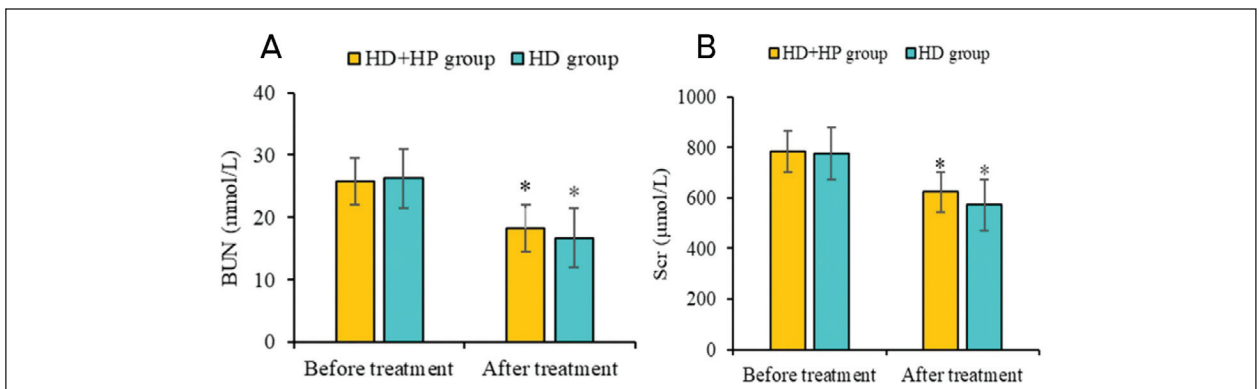 A
HD+HP group HD group
40
30
20
10
0
BUN (mmol/L)
* *
Before treatment After treatment
B
HD+HP group HD group
1000
800
600
400
200
0
Scr (μmol/L)
* *
Before treatment After treatment